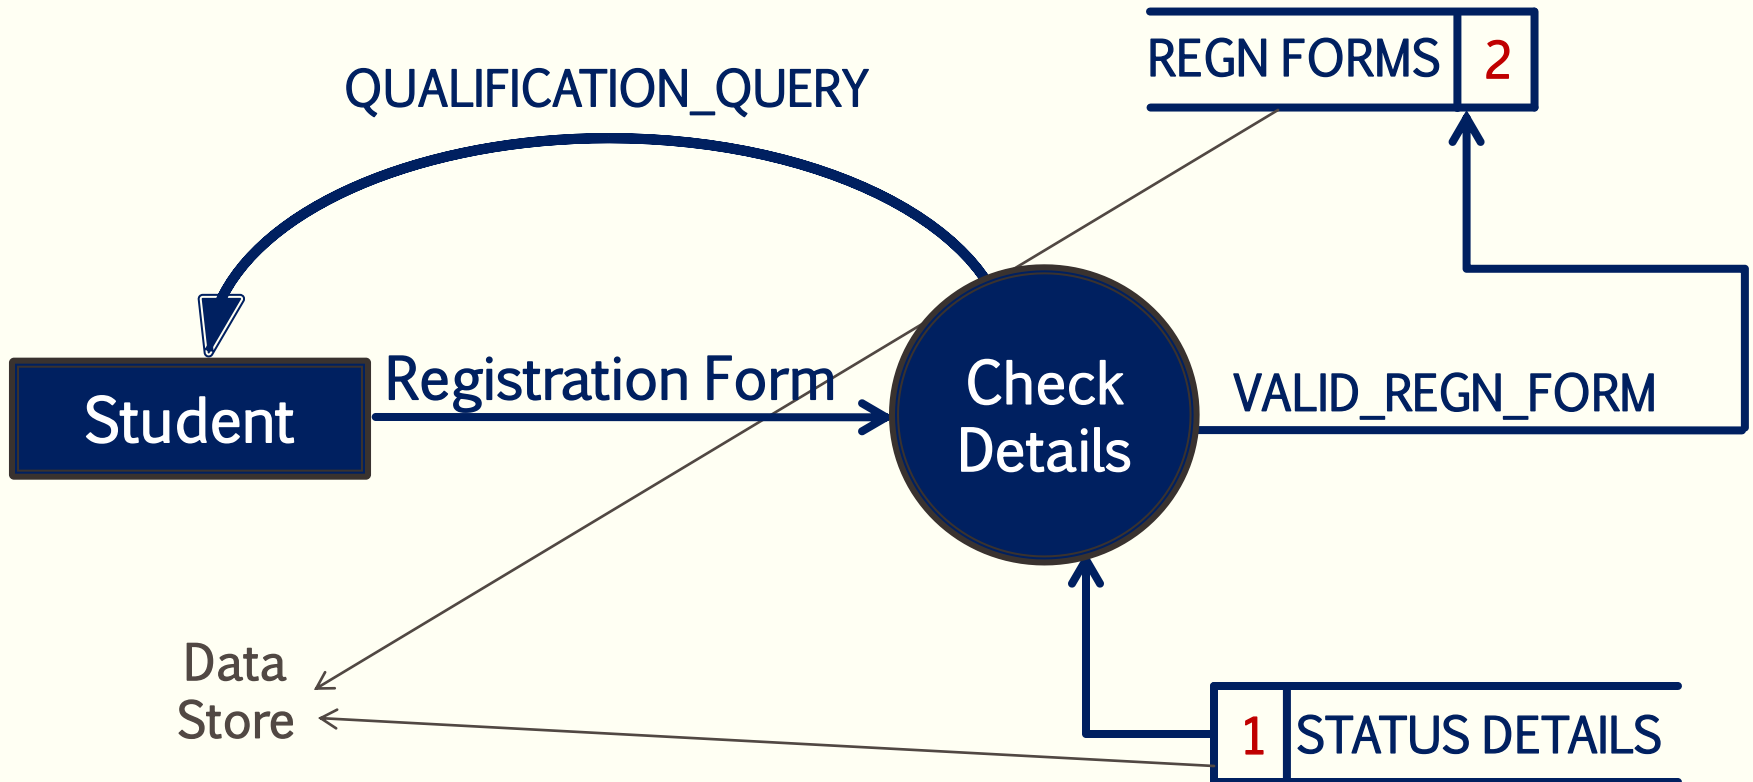 REGN FORMS 2
QUALIFICATION_QUERY
Student
Registration Form
Check
Details
VALID_REGN_FORM
Data
Store
1 STATUS DETAILS